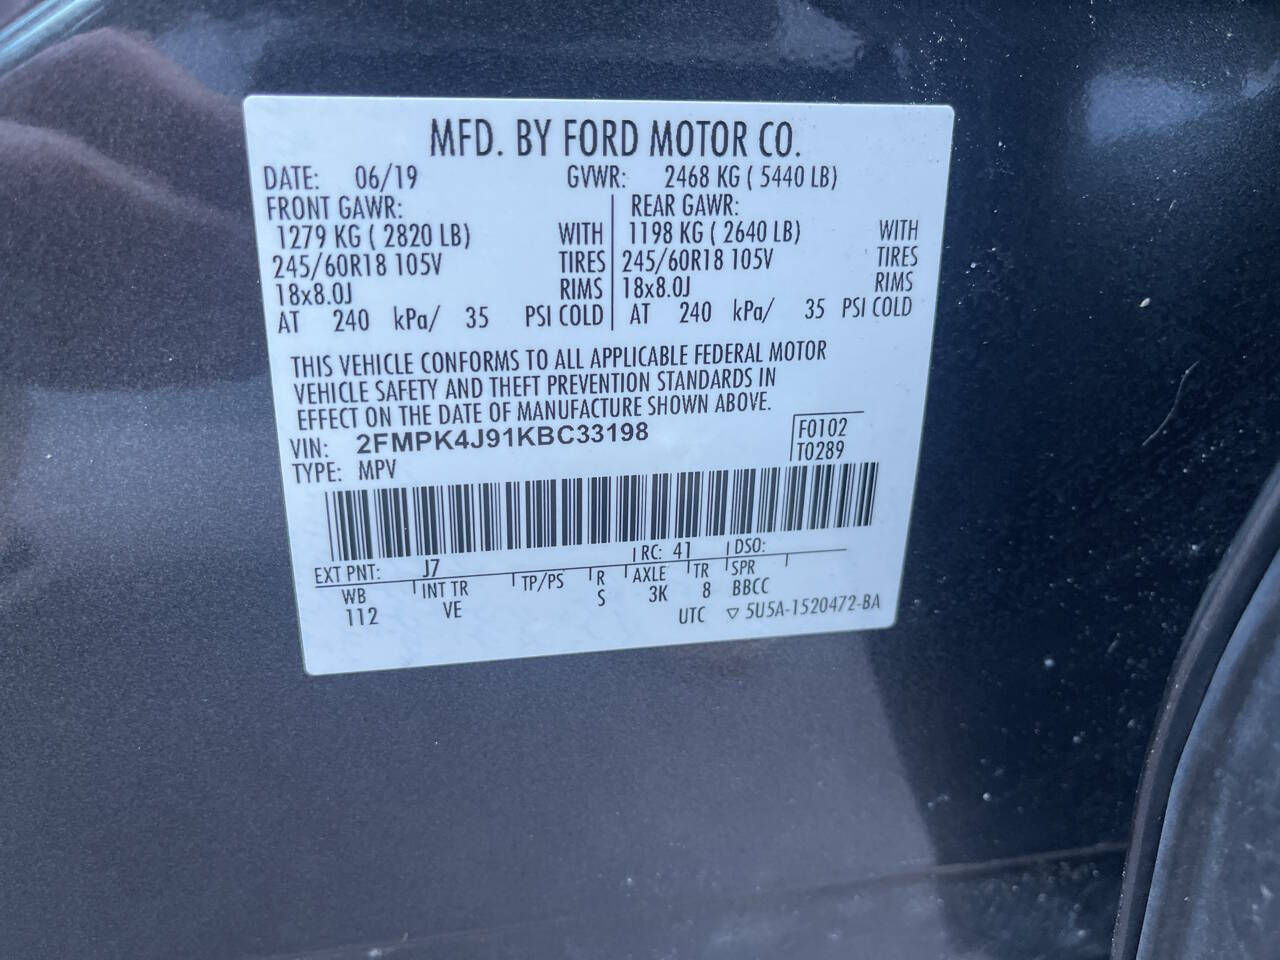 MFD. BY FORD MOTOR CO.
DATE: 06/19 GVWR: 2468 KG ( 5440 LB)
FRONT GAWR: REAR GAWR:
1279 KG ( 2820 LB) WITH 1198 KG ( 2640 LB) WITH
245/60R18 105V TIRES 245/60R18 105V TIRES
18x8.0J RIMS 18x8.0J RIMS
AT 240 kPa/ 35 PSI COLD AT 240 kPa/ 35 PSI COLD
THIS VEHICLE CONFORMS TO ALL APPLICABLE FEDERAL MOTOR
VEHICLE SAFETY AND THEFT PREVENTION STANDARDS IN
EFFECT ON THE DATE OF MANUFACTURE SHOWN ABOVE.
VIN: 2FMPK4J91KBC33198 F0102
TYPE: MPV T0289
EXT PNT: J7 RC: 41 DSO:
WB INT TR TP/PS R AXLE TR SPR
112 VE S 3K 8 BBCC
UTC ▽ 5U5A-1520472-BA